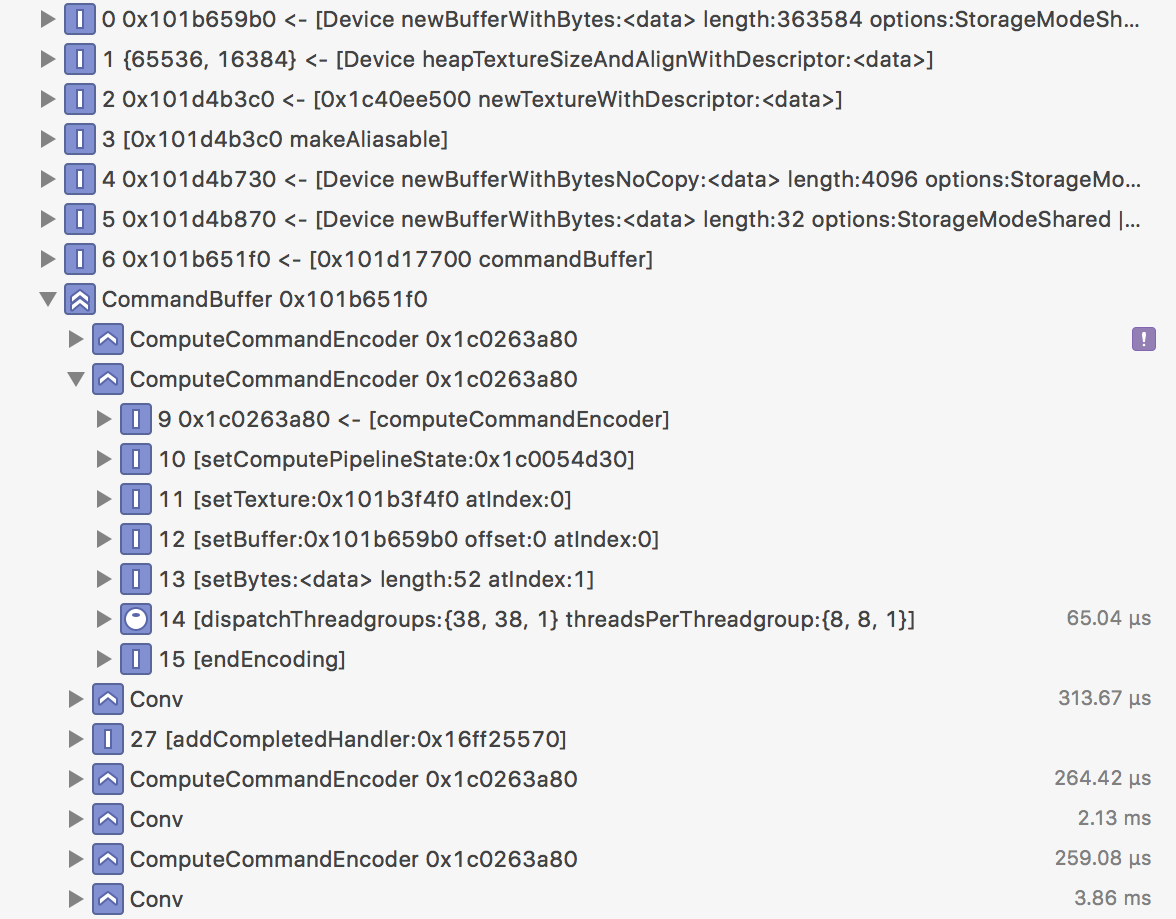 0 0x101b659b0 <- [Device newBufferWithBytes:<data> length:363584 options:StorageModeSh...
1 {65536, 16384} <- [Device heapTextureSizeAndAlignWithDescriptor:<data>]
2 0x101d4b3c0 <- [0x1c40ee500 newTextureWithDescriptor:<data>]
3 [0x101d4b3c0 makeAliasable]
4 0x101d4b730 <- [Device newBufferWithBytesNoCopy:<data> length:4096 options:StorageMo...
5 0x101d4b870 <- [Device newBufferWithBytes:<data> length:32 options:StorageModeShared |...
6 0x101b651f0 <- [0x101d17700 commandBuffer]
CommandBuffer 0x101b651f0
ComputeCommandEncoder 0x1c0263a80 !
ComputeCommandEncoder 0x1c0263a80
9 0x1c0263a80 <- [computeCommandEncoder]
10 [setComputePipelineState:0x1c0054d30]
11 [setTexture:0x101b3f4f0 atIndex:0]
12 [setBuffer:0x101b659b0 offset:0 atIndex:0]
13 [setBytes:<data> length:52 atIndex:1]
14 [dispatchThreadgroups:{38, 38, 1} threadsPerThreadgroup:{8, 8, 1}] 65.04 µs
15 [endEncoding]
Conv 313.67 µs
27 [addCompletedHandler:0x16ff25570]
ComputeCommandEncoder 0x1c0263a80 264.42 µs
Conv 2.13 ms
ComputeCommandEncoder 0x1c0263a80 259.08 µs
Conv 3.86 ms